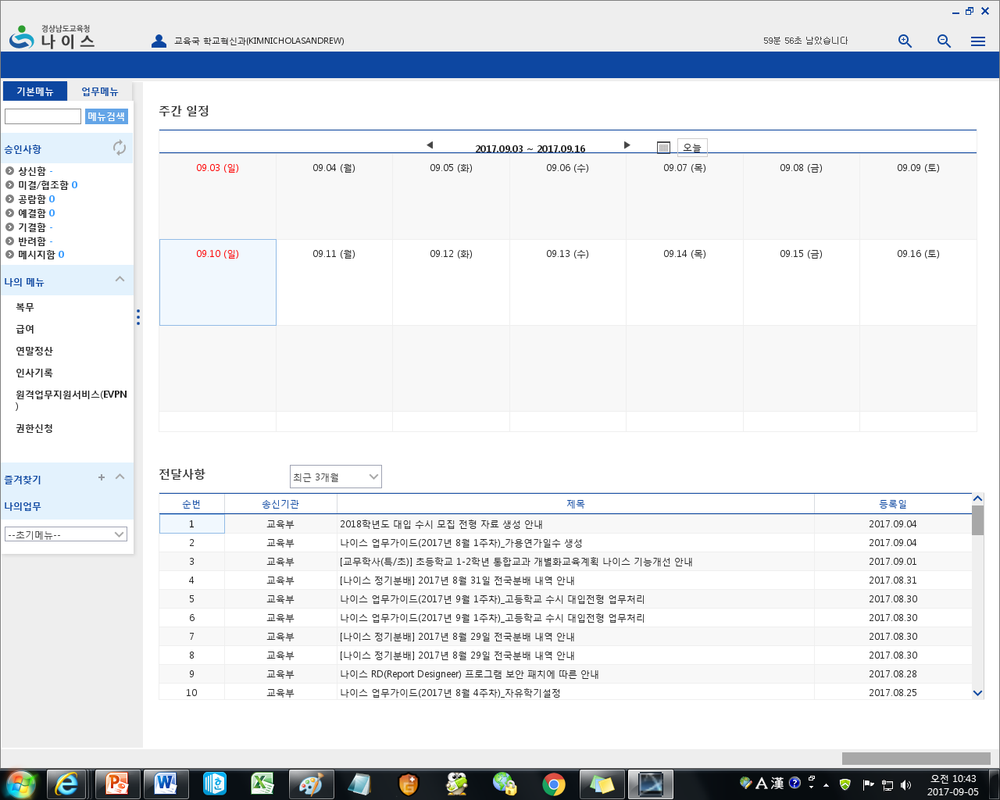 경상남도교육청
나이스
교육국 학교혁신과(KIMNICHOLASANDREW)
59분 56초 남았습니다
기본메뉴 업무메뉴
메뉴검색
승인사항
상신함 -
미결/협조함 0
공람함 0
예결함 0
기결함 -
반려함 -
메시지함 0
나의 메뉴
복무
급여
연말정산
인사기록
원격업무지원서비스(EVPN
)
권한신청
즐겨찾기 +
나의업무
--초기메뉴--
주간 일정
2017.09.03 ~ 2017.09.16 오늘
09.03 (일) 09.04 (월) 09.05 (화) 09.06 (수) 09.07 (목) 09.08 (금) 09.09 (토)
09.10 (일) 09.11 (월) 09.12 (화) 09.13 (수) 09.14 (목) 09.15 (금) 09.16 (토)
전달사항 최근 3개월
순번 송신기관 제목 등록일
1 교육부 2018학년도 대입 수시 모집 전형 자료 생성 안내 2017.09.04
2 교육부 나이스 업무가이드(2017년 8월 1주차)_가용연가일수 생성 2017.09.04
3 교육부 [교무학사(특/초)] 초등학교 1-2학년 통합교과 개별화교육계획 나이스 기능개선 안내 2017.09.01
4 교육부 [나이스 정기분배] 2017년 8월 31일 전국분배 내역 안내 2017.08.31
5 교육부 나이스 업무가이드(2017년 9월 1주차)_고등학교 수시 대입전형 업무처리 2017.08.30
6 교육부 나이스 업무가이드(2017년 9월 1주차)_고등학교 수시 대입전형 업무처리 2017.08.30
7 교육부 [나이스 정기분배] 2017년 8월 29일 전국분배 내역 안내 2017.08.30
8 교육부 [나이스 정기분배] 2017년 8월 29일 전국분배 내역 안내 2017.08.30
9 교육부 나이스 RD(Report Designeer) 프로그램 보안 패치에 따른 안내 2017.08.28
10 교육부 나이스 업무가이드(2017년 8월 4주차)_자유학기설정 2017.08.25
A 漢
오전 10:43
2017-09-05